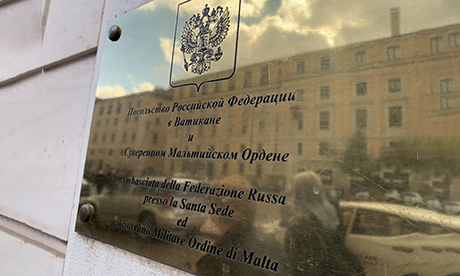 Посольство Российской Федерации
в Ватикане
и
Суверенном Мальтийском Ордене
Ambasciata della Federazione Russa
presso la Santa Sede
ed
Sovrano Militare Ordine di Malta